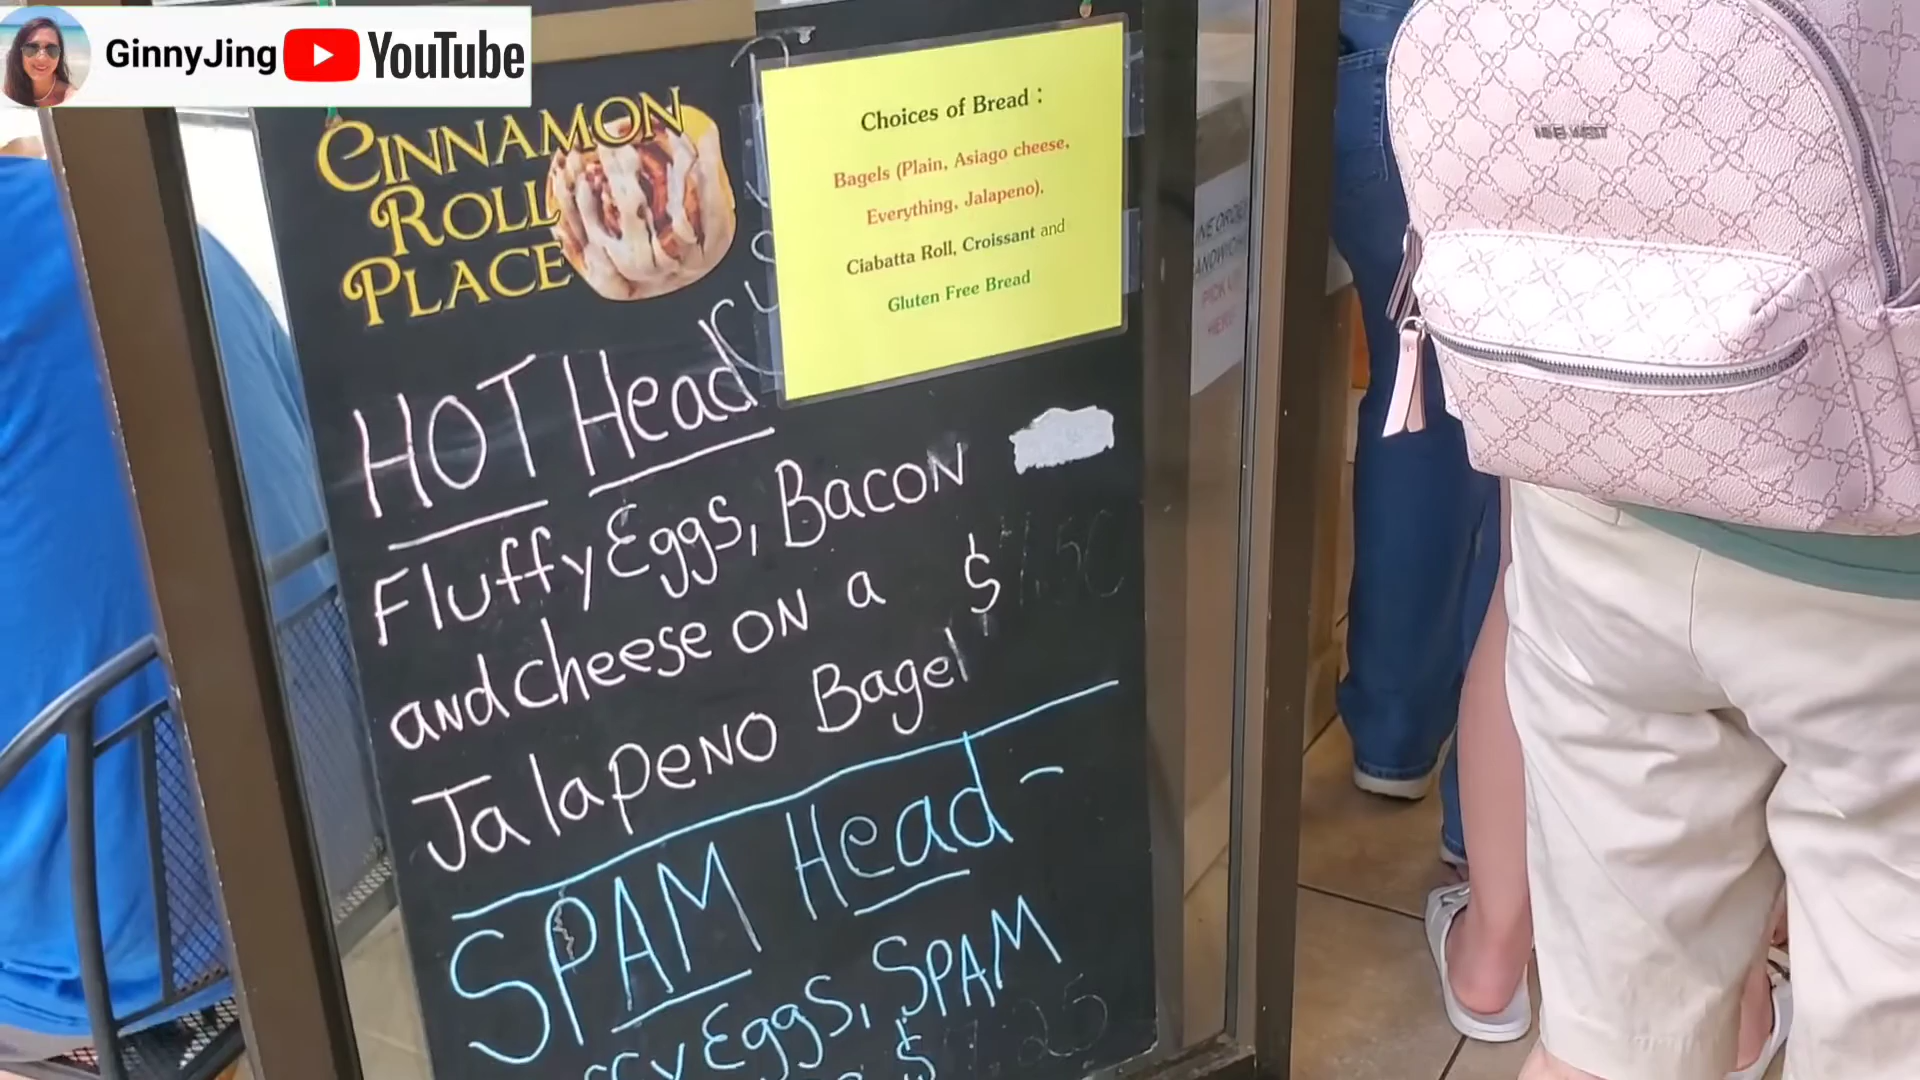 GinnyJing YouTube
CINNAMON
ROLL
PLACE
Choices of Bread :
Bagels (Plain, Asiago cheese,
Everything, Jalapeno),
Ciabatta Roll, Croissant and
Gluten Free Bread
HOT Head
Fluffy Eggs, Bacon
and cheese on a $
Jalapeno Bagel
SPAM Head -
Eggs, SPAM
$
PICK